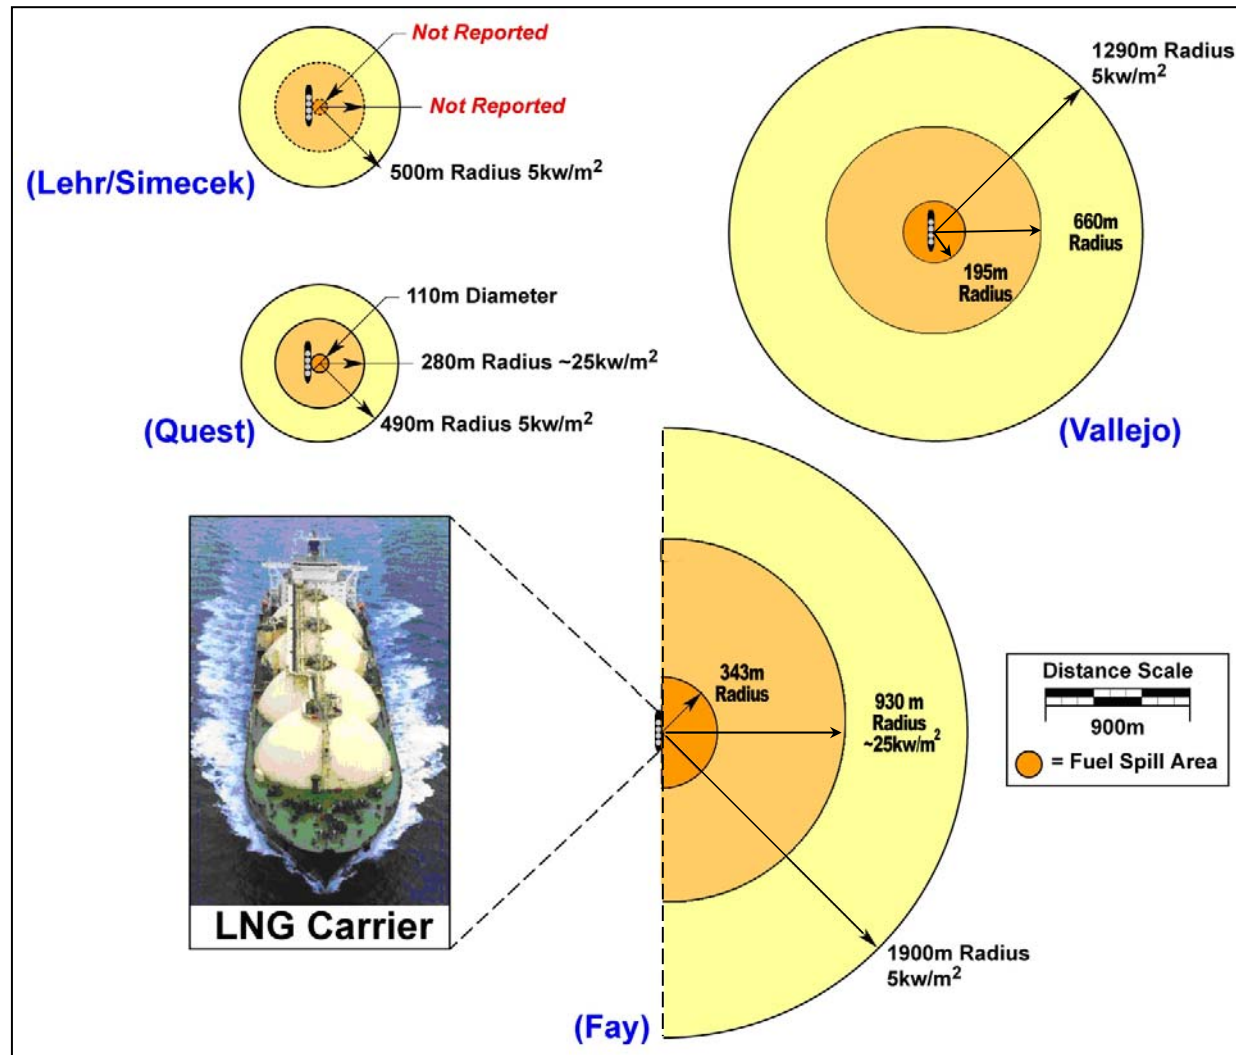 Not Reported
Not Reported
500m Radius 5kw/m²
(Lehr/Simecek)
1290m Radius
5kw/m²
660m
Radius
195m
Radius
(Vallejo)
110m Diameter
280m Radius ~25kw/m²
490m Radius 5kw/m²
(Quest)
LNG Carrier
343m
Radius
930 m
Radius
~25kw/m²
1900m Radius
5kw/m²
(Fay)
Distance Scale
900m
= Fuel Spill Area